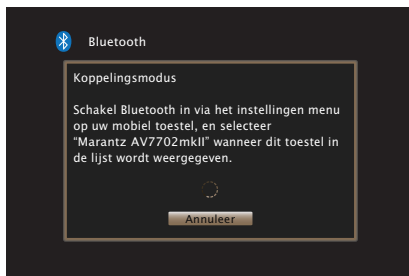 Bluetooth
Koppelingsmodus
Schakel Bluetooth in via het instellingen menu
op uw mobiel toestel, en selecteer
“Marantz AV7702mkII” wanneer dit toestel in
de lijst wordt weergegeven.
Annuleer